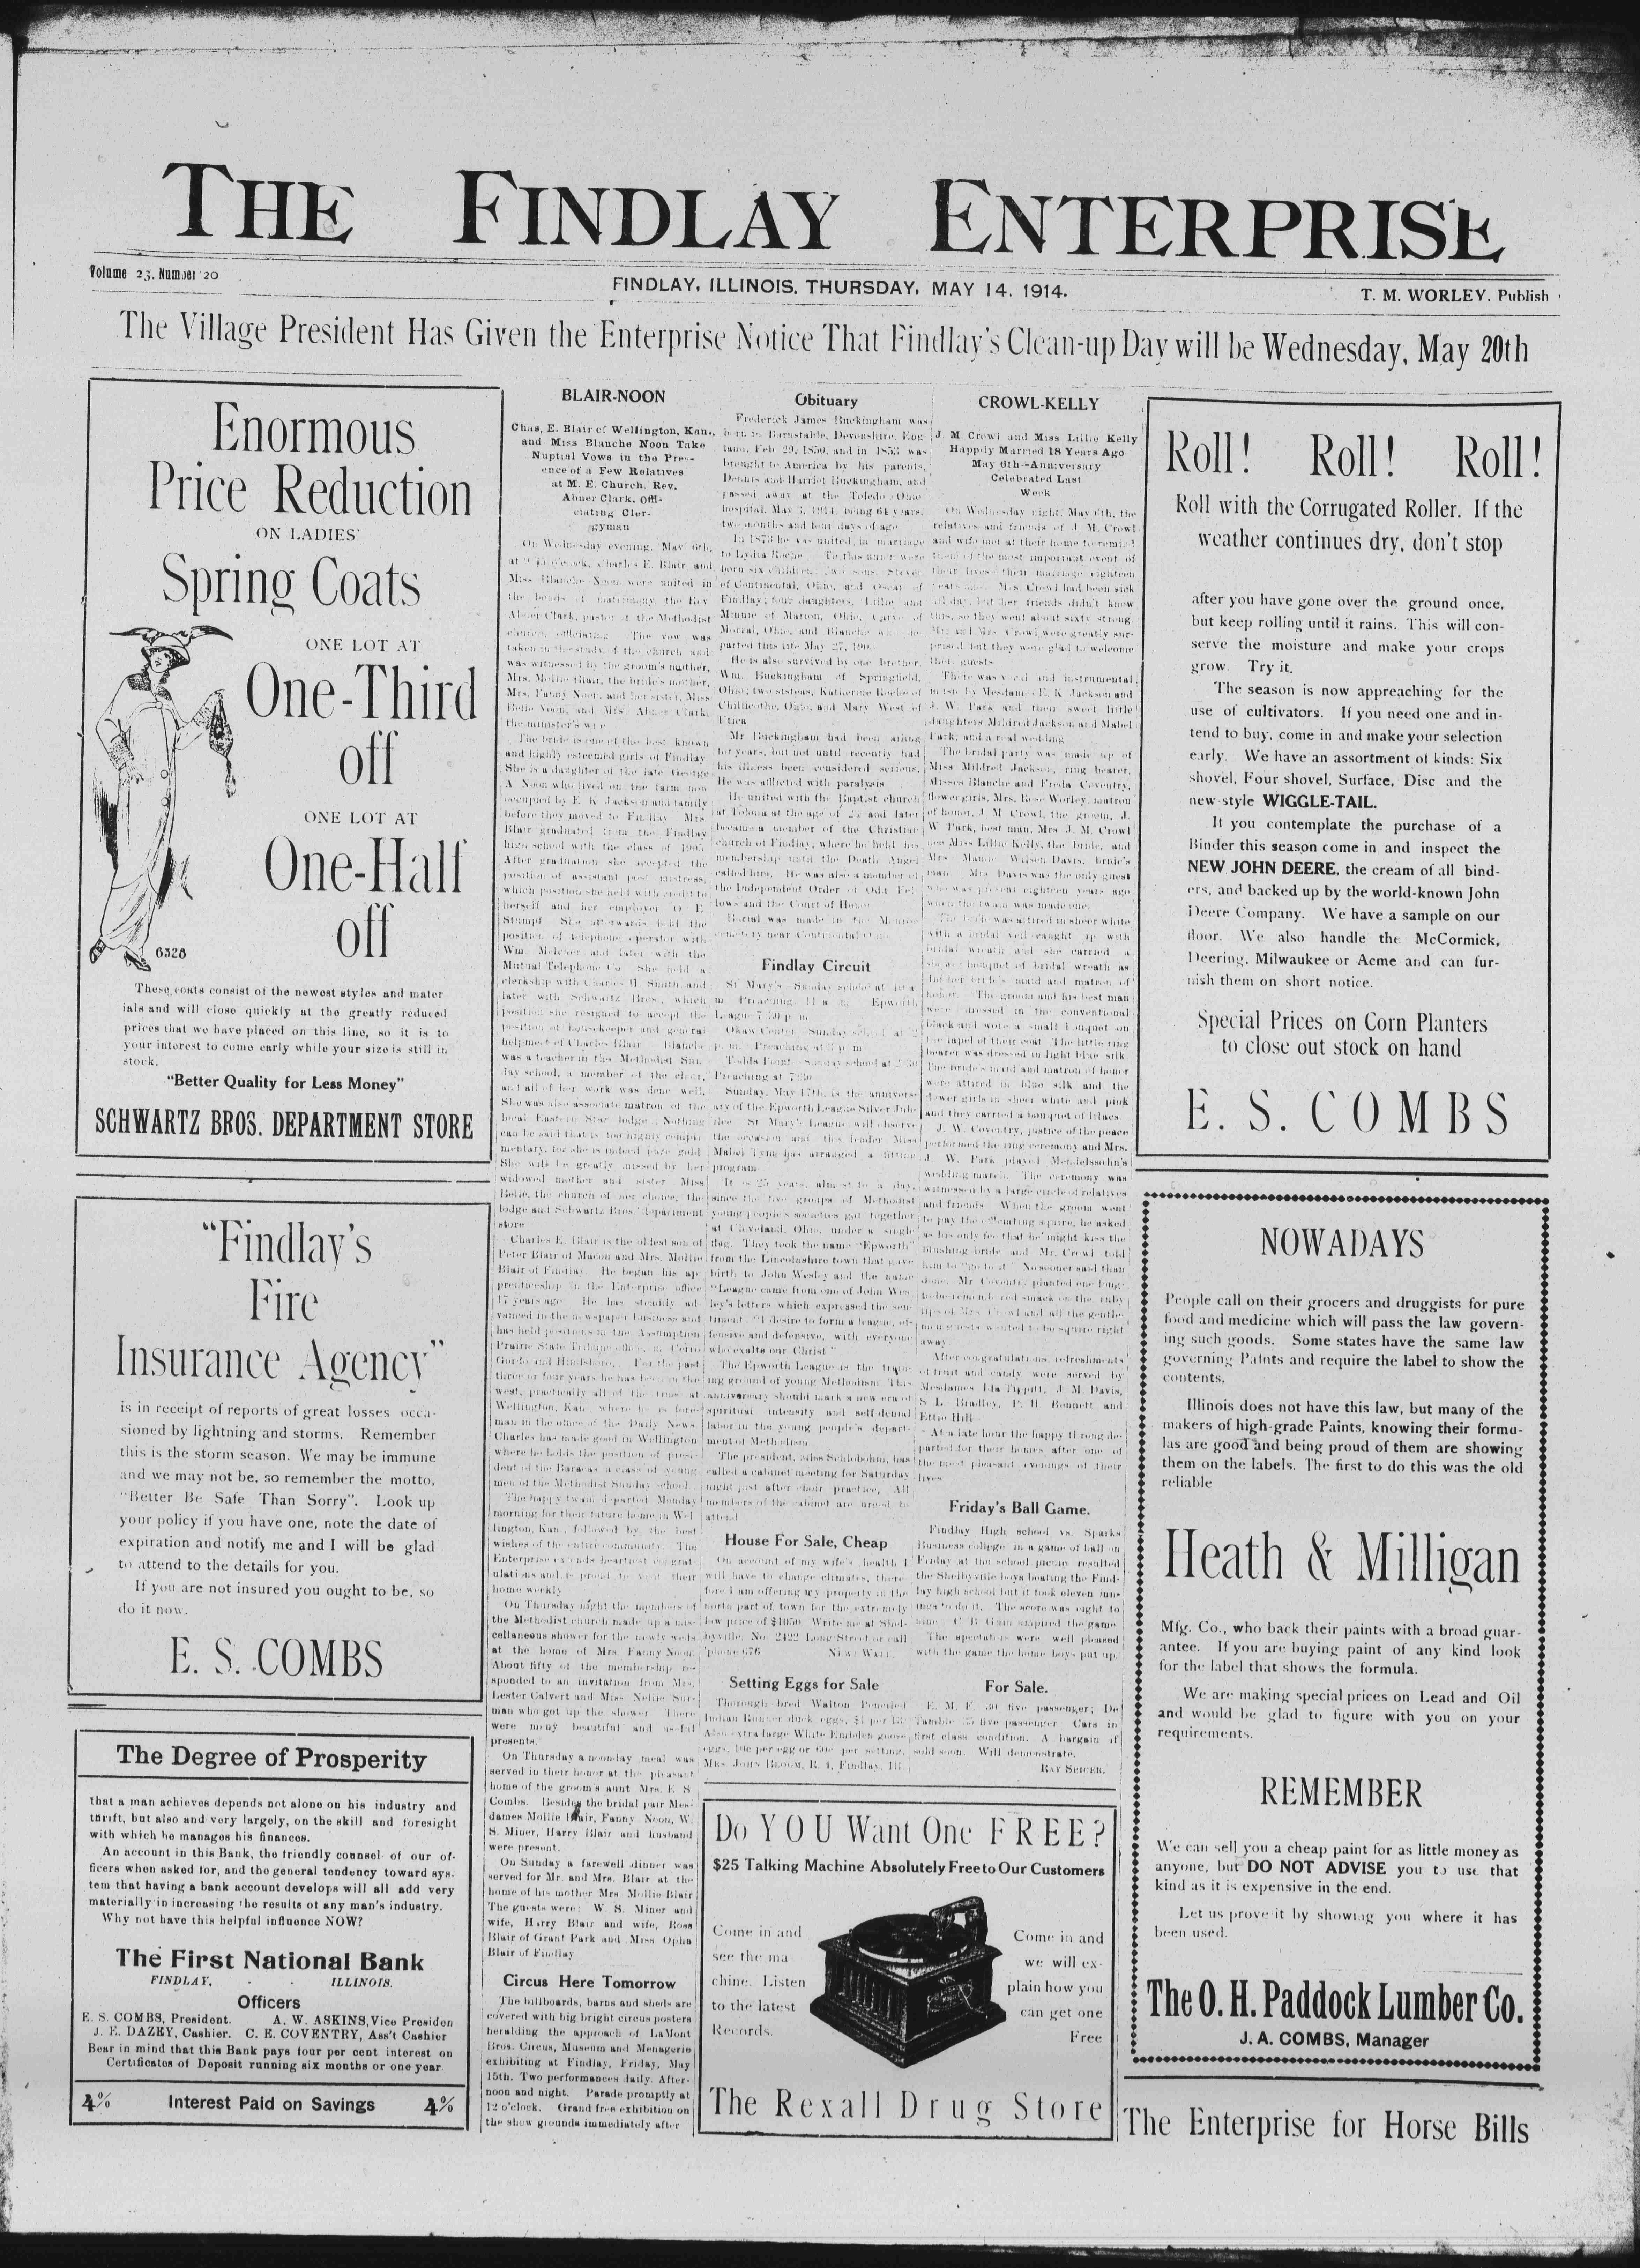 THE FINDLAY ENTERPRISE
Volume 23. Number 20
FINDLAY, ILLINOIS, THURSDAY, MAY 14, 1914.
T. M. WORLEY. Publish
The Village President Has Given the Enterprise Notice That Findlay's Clean-up Day will be Wednesday, May 20th
Enormous
Price Reduction
ON LADIES'
Spring Coats
ONE LOT AT
One-Third
off
ONE LOT AT
One-Half
off
6328
These coats consist of the newest styles and mater
ials and will close quickly at the greatly reduced
prices that we have placed on this line, so it is to
your interest to come early while your size is still in
stock.
"Better Quality for Less Money"
SCHWARTZ BROS. DEPARTMENT STORE
"Findlay's
Fire
Insurance Agency"
is in receipt of reports of great losses occa-
sioned by lightning and storms. Remember
this is the storm season. We may be immune
and we may not be, so remember the motto,
"Better Be Safe Than Sorry". Look up
your policy if you have one, note the date of
expiration and notify me and I will be glad
to attend to the details for you.
If you are not insured you ought to be, so
do it now.
E. S. COMBS
The Degree of Prosperity
that a man achieves depends not alone on his industry and
thrift, but also and very largely, on the skill and foresight
with which he manages his finances.
An account in this Bank, the friendly counsel of our of-
ficers when asked for, and the general tendency toward sys-
tem that having a bank account develops will all add very
materially in increasing the results of any man's industry.
Why not have this helpful influence NOW?
The First National Bank
FINDLAY, - - ILLINOIS.
Officers
E. S. COMBS, President. A. W. ASKINS, Vice Presiden
J. E. DAZEY, Cashier. C. E. COVENTRY, Ass't Cashier
Bear in mind that this Bank pays four per cent interest on
Certificates of Deposit running six months or one year.
4% Interest Paid on Savings 4%
BLAIR-NOON
Chas, E. Blair of Wellington, Kan.,
and Miss Blanche Noon Take
Nuptial Vows in the Pres-
ence of a Few Relatives
at M. E. Church, Rev.
Abner Clark, Offi-
ciating Cler-
gyman
On Wednesday evening, May 6th,
at o'clock, Charles E. Blair and
Miss Blanche Noon were united in
the bonds of matrimony, the Rev
Abner Clark, pastor of the Methodist
church, officiating. The vow was
taken in the study of the church and
was witnessed by the groom's mother,
Mrs. Mollie Blair, the bride's mother,
Mrs. Fanny Noon, and her sister, Miss
Belle Noon, and Mrs Abner Clark,
the minister's wife
The bride is one of the best known
and highly esteemed girls of Findlay
She is a daughter of the late George
A Noon who lived on the farm now
occupied by E K Jackson and family
before they moved to Findlay Mrs
Blair graduated from the Findlay
high school with the class of
After graduation she accepted the
position of assistant post mistress,
which position she held with credit to
herself and her employer O E
Stumpf She afterwards held the
position of telephone operator with
Wm Melcher and later with the
Mutual Telephone Co She held a
clerkship with Charles H Smith and
later with Schwartz Bros., which
position she resigned to accept the
position of housekeeper and general
helpmeet of Charles Blair Blanche
was a teacher in the Methodist Sun
day school, a member of the choir,
and all of her work was done well.
She was also associate matron of the
local Eastern Star lodge Nothing
can be said that is too highly compli
mentary, for she is indeed pure gold
She will be greatly missed by her
widowed mother and sister Miss
Belle, the church of her choice, the
lodge and Schwartz Bros. department
store
Charles E. Blair is the oldest son of
Peter Blair of Macon and Mrs. Mollie
Blair of Findlay. He began his ap
prenticeship in the Enterprise office
17 years ago He has steadily ad
vanced in the newspaper business and
has held positions in the Assumption
Prairie State Tribune office, in Cerro
Gordo and Hindsboro. For the past
three or four years he has been in the
west, practically all of the time at
Wellington, Kan., where he is fore
man in the office of the Daily News
Charles has made good in Wellington
where he holds the position of presi
dent of the Baracas a class of young
men of the Methodist Sunday school
The happy twain departed Monday
morning for their future home in Wel
lington, Kan., followed by the best
wishes of the entire community. The
Enterprise extends heartiest congrat
ulations and is proud to visit their
home weekly
On Thursday night the members of
the Methodist church made up a mis
cellaneous shower for the newly weds
at the home of Mrs. Fanny Noon
About fifty of the membership re
sponded to an invitation from Mrs.
Lester Calvert and Miss Nellie Sur-
man who got up the shower. There
were many beautiful and useful
presents.
On Thursday a noonday meal was
served in their honor at the pleasant
home of the groom's aunt Mrs. E S
Combs. Besides the bridal pair Mes-
dames Mollie Blair, Fanny Noon, W.
S. Miner, Harry Blair and husband
were present.
On Sunday a farewell dinner was
served for Mr. and Mrs. Blair at the
home of his mother Mrs Mollie Blair
The guests were: W. S. Miner and
wife, Harry Blair and wife, Ross
Blair of Grant Park and Miss Opha
Blair of Findlay
Circus Here Tomorrow
The billboards, barns and sheds are
covered with big bright circus posters
heralding the approach of LaMont
Bros. Circus, Museum and Menagerie
exhibiting at Findlay, Friday, May
15th. Two performances daily. After-
noon and night. Parade promptly at
12 o'clock. Grand free exhibition on
the show grounds immediately after
Obituary
Frederick James Buckingham was
born in Barnstable, Devonshire, Eng-
land, Feb 29, 1850, and in 1853 was
brought to America by his parents,
Dennis and Harriet Buckingham, and
passed away at the Toledo Ohio
hospital, May 3, 1914, being 64 years,
two months and four days of age
In 1873 he was united in marriage
to Lydia Roche To this union were
born six children. Two sons,
of Continental, Ohio, and Oscar of
Findlay; four daughters, Lillie and
Minnie of Marion, Ohio, of
Morral, Ohio, and Blanche who de
parted this life May 27,
He is also survived by one brother,
Wm. Buckingham of Springfield,
Ohio; two sisters, Katherine Roche of
Chillicothe, Ohio, and Mary West of
Utica
Mr Buckingham had been ailing
for years, but not until recently had
his illness been considered serious.
He was afflicted with paralysis
He united with the Baptist church
at Tolona at the age of and later
became a member of the Christian
church of Findlay, where he held his
membership until the Death Angel
called him. He was also a member of
the Independent Order of Odd Fel
lows and the Court of Honor
Burial was made in the Monroe
cemetery near Continental
Findlay Circuit
St Mary's Sunday school at 10 a
m. Preaching 11 a m Epworth
League 7:30 p m.
Okaw Center Sunday at
p. m. Preaching at 3 p m
Todds Point Sunday school at 2:30
Preaching at 7:30
Sunday, May 17th, is the annivers
ary of the Epworth League Silver Jubi
lee St Mary's League will observe
the occasion and the leader Miss
Mabel has arranged a fitting
program
It is 25 years, almost to a day,
since the five groups of Methodist
young people's societies got together
at Cleveland, Ohio, under a single
flag. They took the name "Epworth"
from the Lincolnshire town that gave
birth to John Wesley and the name
"League came from one of John Wes
ley's letters which expressed the sen
timent. "I desire to form a league, of-
fensive and defensive, with everyone
who exalts our Christ"
The Epworth League is the train
ing ground of young Methodism This
anniversary should mark a new era of
spiritual intensity and self denial
labor in the young people's depart-
ment of Methodism.
The president, Miss Schlobohm, has
called a cabinet meeting for Saturday
night just after choir practice, All
members of the cabinet are urged to
attend
House For Sale, Cheap
On account of my wife's health I
will have to change climates, there-
fore I am offering my property in the
north part of town for the extremely
low price of $1050 Write me at Shel-
byville, No. 2422 Long Street or call
'phone 676
Setting Eggs for Sale
Thorough bred Walton Penciled
Indian Runner duck eggs, $1 per 13;
Also extra large White Embden goose
eggs, 10c per egg or 60c per setting.
MRS. JOHN BLOOM, R. 1, Findlay, Ill
CROWL-KELLY
J. M Crowl and Miss Lillie Kelly
Happily Married 18 Years Ago
May 6th--Anniversary
Celebrated Last
Week
On Wednesday night, May 6th, the
relatives and friends of J M. Crowl
and wife met at their home to remind
them of the most important event of
their lives—their marriage eighteen
years ago. Mrs Crowl had been sick
all day, but her friends didn't know
this, so they went about sixty strong.
Mr. and Mrs. Crowl were greatly sur-
prised but they were glad to welcome
their guests
There was vocal and instrumental
music by Mesdames E. K Jackson and
J. W. Park and their sweet little
daughters Mildred Jackson and Mabel
Park, and a real wedding
The bridal party was made up of
Miss Mildred Jackson, ring bearer,
Misses Blanche and Freda Coventry,
flower girls, Mrs. Rose Worley, matron
of honor, J. M Crowl, the groom, J.
W Park, best man, Mrs J. M. Crowl
nee Miss Lillie Kelly, the bride, and
Mrs Mamie Wilson Davis, bride's
maid Mrs Davis was the only guest
who was present eighteen years ago
when the twain was made one.
The bride was attired in sheer white
with a bridal veil caught up with
bridal wreath and she carried a
shower bouquet of bridal wreath as
did her bride's maid and matron of
honor. The groom and his best man
were dressed in the conventional
black and wore a small bouquet on
the lapel of their coat The little ring
bearer was dressed in light blue silk
The bride's maid and matron of honor
were attired in blue silk and the
flower girls in sheer white and pink
and they carried a bouquet of lilacs
J. W. Coventry, justice of the peace
performed the ring ceremony and Mrs.
J W. Park played Mendelssohn's
wedding march. The ceremony was
witnessed by a large circle of relatives
and friends When the groom went
to pay the officiating squire, he asked
as his only fee that he might kiss the
blushing bride and Mr. Crowl told
him to "go to it" No sooner said than
done. Mr Coventry planted one long-
to-be-remembered smack on the ruby
lips of Mrs Crowl and all the gentle
men guests wanted to be squire right
away
After congratulations refreshments
of fruit and candy were served by
Mesdames Ida Tippitt, J. M. Davis,
S L. Bradley, P. H. Bennett and
Effie Hill
At a late hour the happy throng de-
parted for their homes after one of
the most pleasant evenings of their
lives
Friday's Ball Game.
Findlay High school vs. Sparks
Business college in a game of ball on
Friday at the school picnic resulted
the Shelbyville boys beating the Find-
lay high school but it took eleven inn-
ings to do it. The score was eight to
nine C B Guin umpired the game
The spectators were well pleased
with the game the home boys put up.
For Sale.
E. M. F 30 five passenger; De
Tamble 35 five passenger Cars in
first class condition. A bargain if
sold soon. Will demonstrate.
RAY SPICER.
Do YOU Want One FREE?
$25 Talking Machine Absolutely Free to Our Customers
Come in and
see the ma
chine. Listen
to the latest
Records.
Come in and
we will ex-
plain how you
can get one
Free
The Rexall Drug Store
Roll! Roll! Roll!
Roll with the Corrugated Roller. If the
weather continues dry, don't stop
after you have gone over the ground once,
but keep rolling until it rains. This will con-
serve the moisture and make your crops
grow. Try it.
The season is now appreaching for the
use of cultivators. If you need one and in-
tend to buy, come in and make your selection
early. We have an assortment of kinds: Six
shovel, Four shovel, Surface, Disc and the
new style WIGGLE-TAIL.
If you contemplate the purchase of a
Binder this season come in and inspect the
NEW JOHN DEERE, the cream of all bind-
ers, and backed up by the world-known John
Deere Company. We have a sample on our
floor. We also handle the McCormick,
Deering, Milwaukee or Acme and can fur-
nish them on short notice.
Special Prices on Corn Planters
to close out stock on hand
E. S. COMBS
NOWADAYS
People call on their grocers and druggists for pure
food and medicine which will pass the law govern-
ing such goods. Some states have the same law
governing Paints and require the label to show the
contents.
Illinois does not have this law, but many of the
makers of high-grade Paints, knowing their formu-
las are good and being proud of them are showing
them on the labels. The first to do this was the old
reliable
Heath & Milligan
Mfg. Co., who back their paints with a broad guar-
antee. If you are buying paint of any kind look
for the label that shows the formula.
We are making special prices on Lead and Oil
and would be glad to figure with you on your
requirements.
REMEMBER
We can sell you a cheap paint for as little money as
anyone, but DO NOT ADVISE you to use that
kind as it is expensive in the end.
Let us prove it by showing you where it has
been used.
The O. H. Paddock Lumber Co.
J. A. COMBS, Manager
The Enterprise for Horse Bills